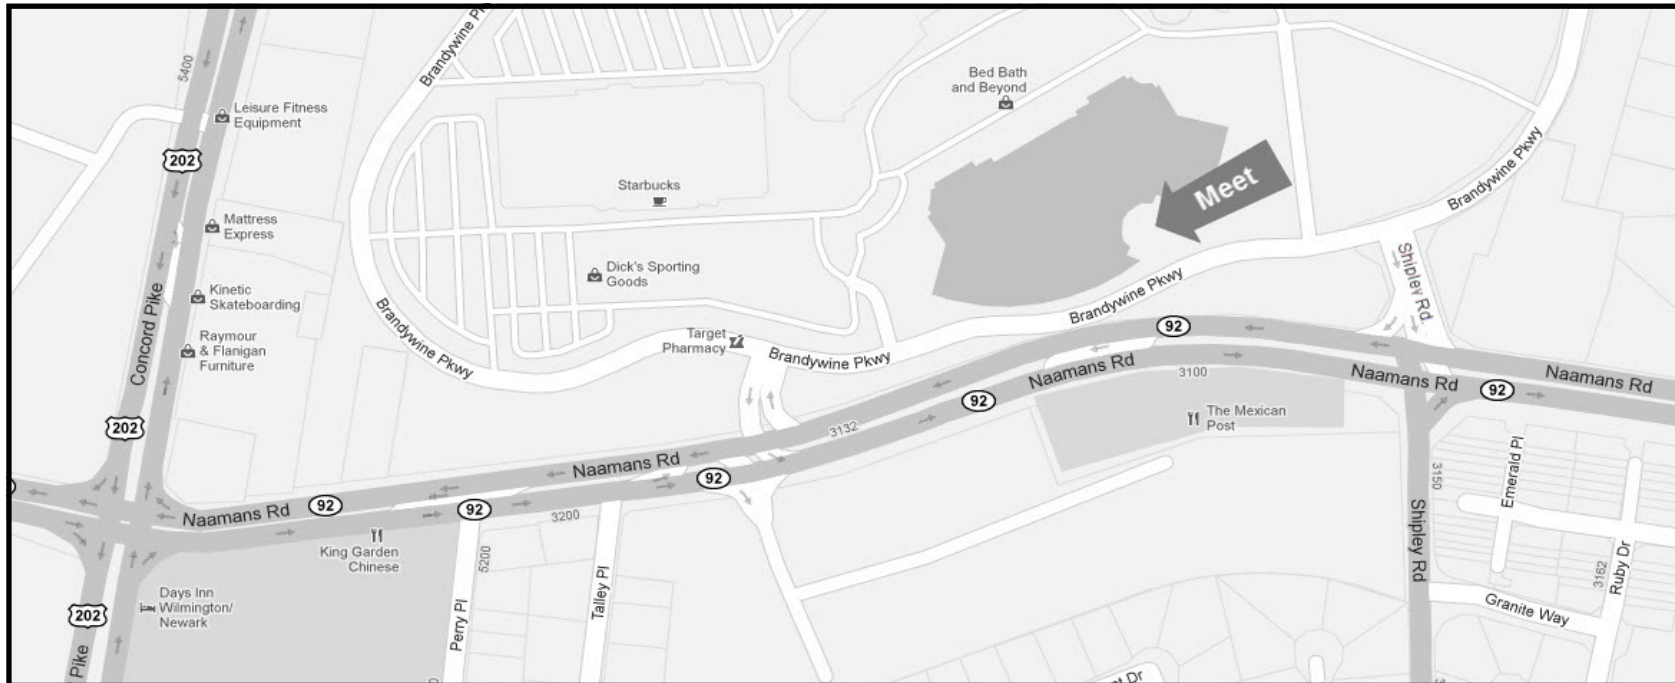 Brandywine Pk
5400
Leisure Fitness
Equipment
202
Bed Bath
and Beyond
Brandywine Pkwy
Meet
Starbucks
Mattress
Express
Shipley Rd.
Dick's Sporting
Goods
Kinetic
Skateboarding
Concord Pike
Brandywine Pkwy
Raymour
& Flanigan
Furniture
Target
Pharmacy
Brandywine Pkwy
Brandywine Pkwy
92
Naamans Rd
3100
Naamans Rd
92
Naamans Rd
92
The Mexican
Post
202
3132
Naamans Rd
92
Naamans Rd
92
92
3200
King Garden
Chinese
5200
Perry Pl
Talley Pl
Days Inn
Wilmington/
Newark
202
Pike
3150
Shipley Rd
Emerald Pl
3162
Ruby Dr
Granite Way
Dr